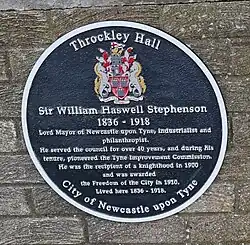 Throckley Hall
Sir William Haswell Stephenson
1836 - 1918
Lord Mayor of Newcastle upon Tyne, industrialist and
philanthropist.
He served the council for over 40 years, and during his
tenure, pioneered the Tyne Improvement Commission.
He was the recipient of a knighthood in 1900
and was awarded
the Freedom of the City in
Lived here 1836 - 1918.
City of Newcastle upon Tyne